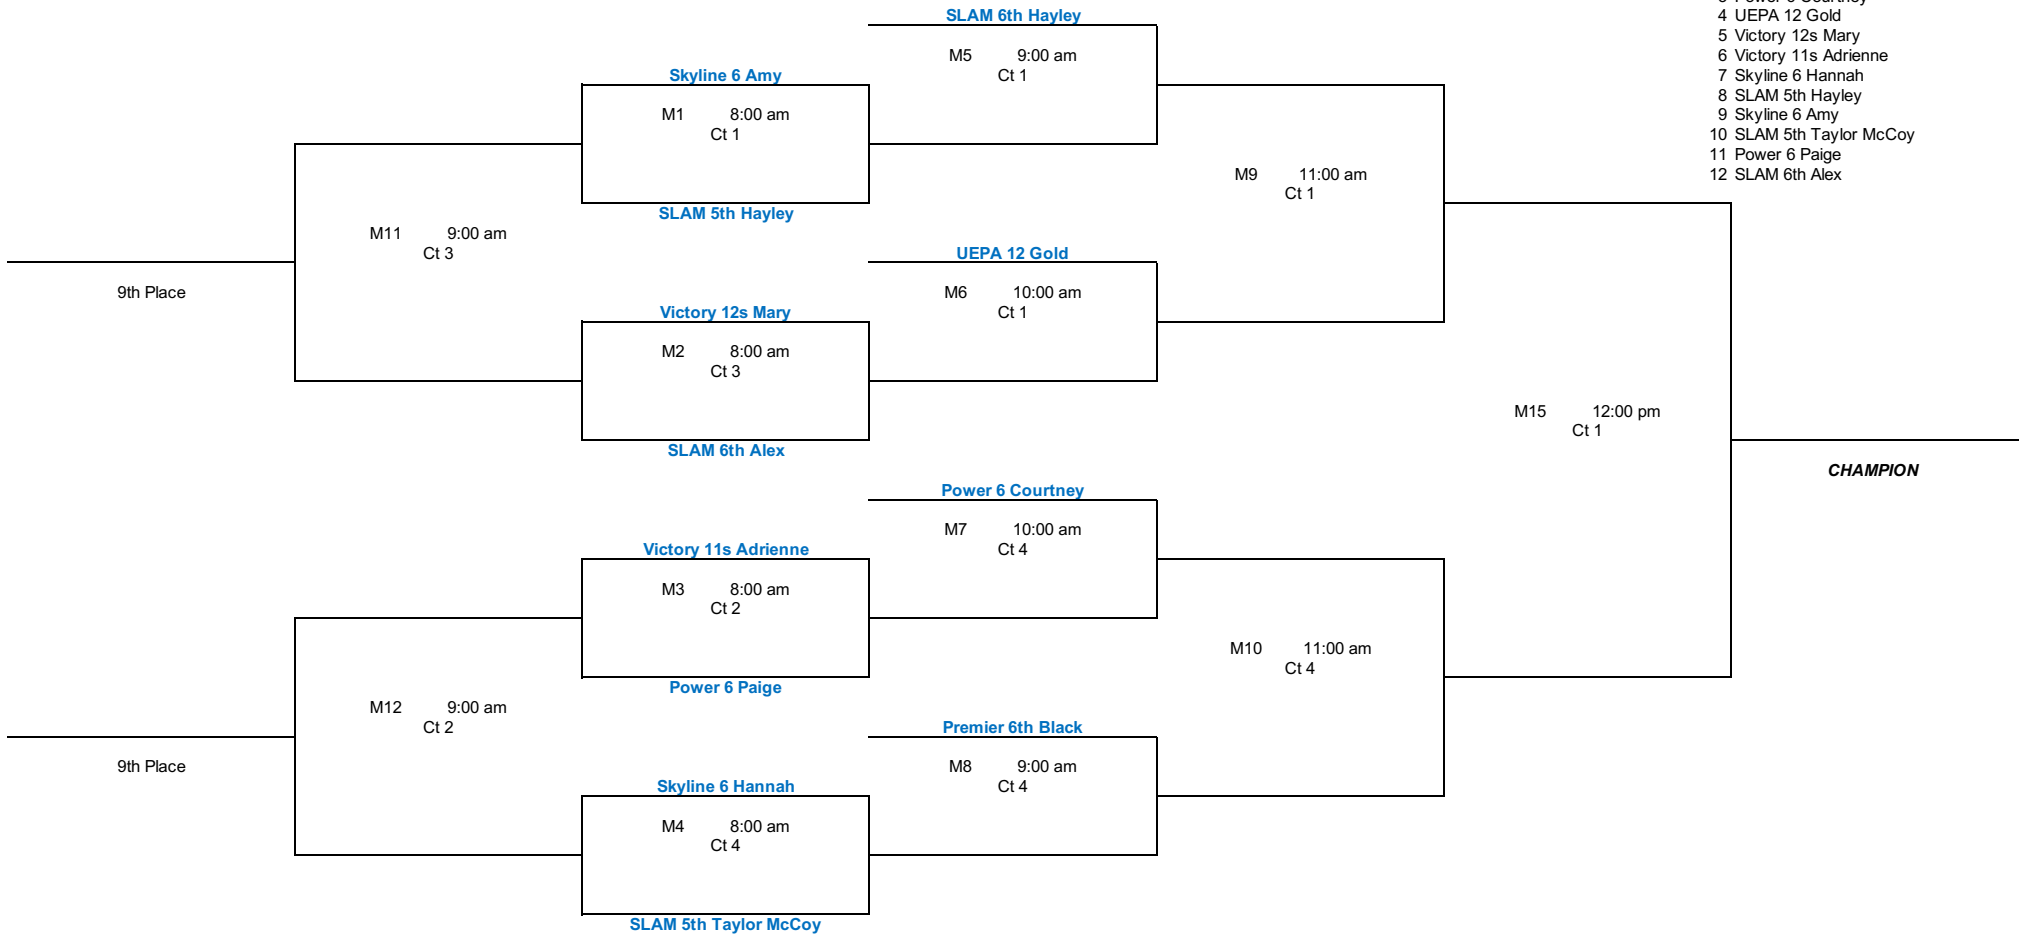 SLAM 6th Hayley
4 UEPA 12 Gold
5 Victory 12s Mary
M5 9:00 am
6 Victory 11s Adrienne
Skyline 6 Amy
Ct 1
7 Skyline 6 Hannah
8 SLAM 5th Hayley
M1 8:00 am
9 Skyline 6 Amy
Ct 1
10 SLAM 5th Taylor McCoy
11 Power 6 Paige
M9 11:00 am
12 SLAM 6th Alex
Ct 1
SLAM 5th Hayley
M11 9:00 am
Ct 3
UEPA 12 Gold
9th Place
M6 10:00 am
Victory 12s Mary
Ct 1
M2 8:00 am
Ct 3
M15 12:00 pm
Ct 1
SLAM 6th Alex
CHAMPION
Power 6 Courtney
M7 10:00 am
Victory 11s Adrienne
Ct 4
M3 8:00 am
Ct 2
M10 11:00 am
Ct 4
Power 6 Paige
M12 9:00 am
Ct 2
Premier 6th Black
9th Place
M8 9:00 am
Skyline 6 Hannah
Ct 4
M4 8:00 am
Ct 4
SLAM 5th Taylor McCoy